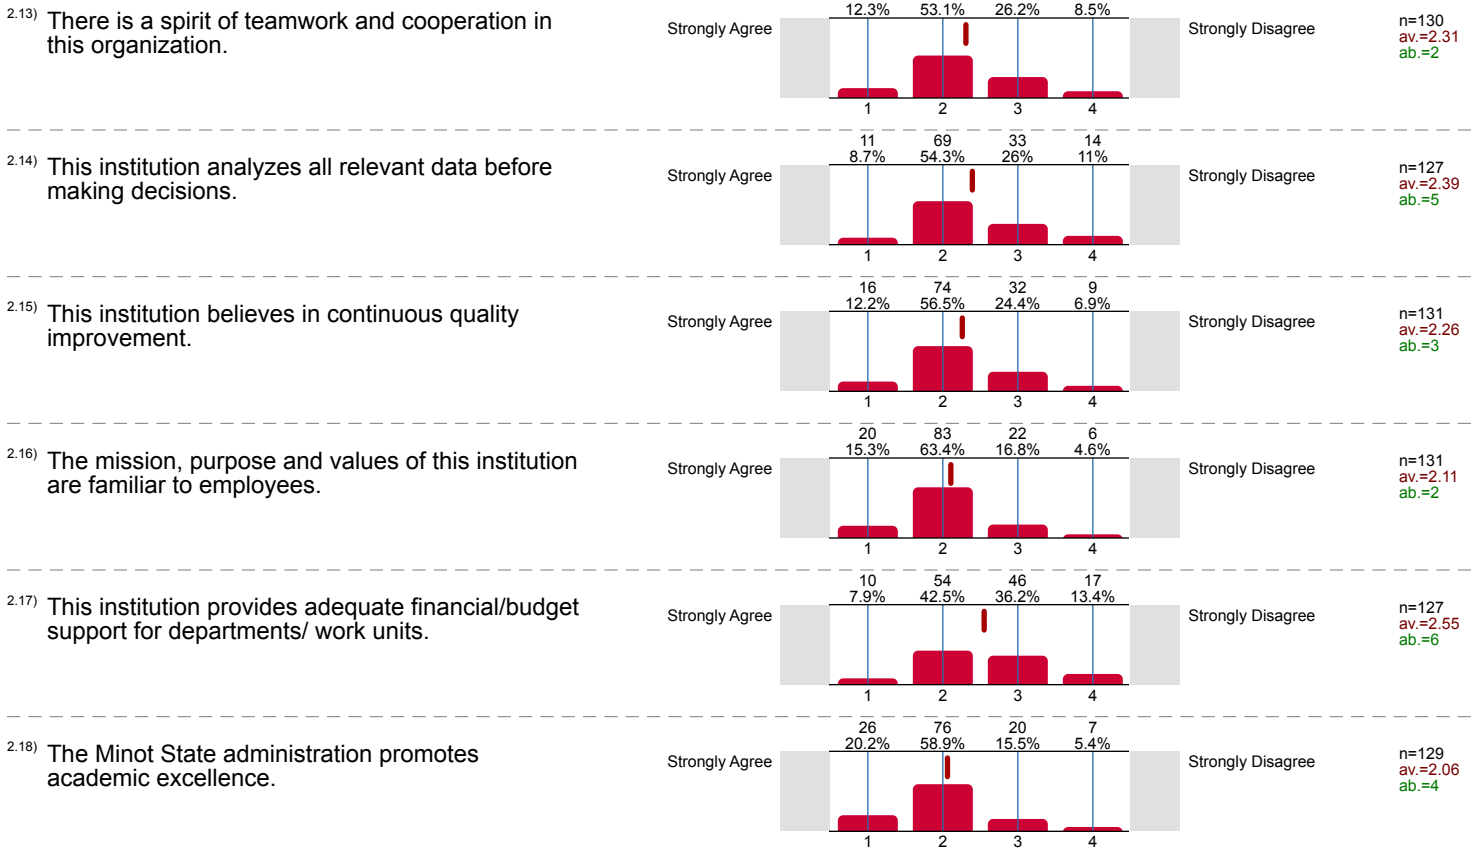 12.3% 53.1% 26.2% 8.5%
2.13) There is a spirit of teamwork and cooperation in
this organization.
Strongly Agree
Strongly Disagree
n=130
av.=2.31
ab.=2
1 2 3 4
11 69 33 14
8.7% 54.3% 26% 11%
2.14) This institution analyzes all relevant data before
making decisions.
Strongly Agree
Strongly Disagree
n=127
av.=2.39
ab.=5
1 2 3 4
16 74 32 9
12.2% 56.5% 24.4% 6.9%
2.15) This institution believes in continuous quality
improvement.
Strongly Agree
Strongly Disagree
n=131
av.=2.26
ab.=3
1 2 3 4
20 83 22 6
15.3% 63.4% 16.8% 4.6%
2.16) The mission, purpose and values of this institution
are familiar to employees.
Strongly Agree
Strongly Disagree
n=131
av.=2.11
ab.=2
1 2 3 4
10 54 46 17
7.9% 42.5% 36.2% 13.4%
2.17) This institution provides adequate financial/budget
support for departments/ work units.
Strongly Agree
Strongly Disagree
n=127
av.=2.55
ab.=6
1 2 3 4
26 76 20 7
20.2% 58.9% 15.5% 5.4%
2.18) The Minot State administration promotes
academic excellence.
Strongly Agree
Strongly Disagree
n=129
av.=2.06
ab.=4
1 2 3 4